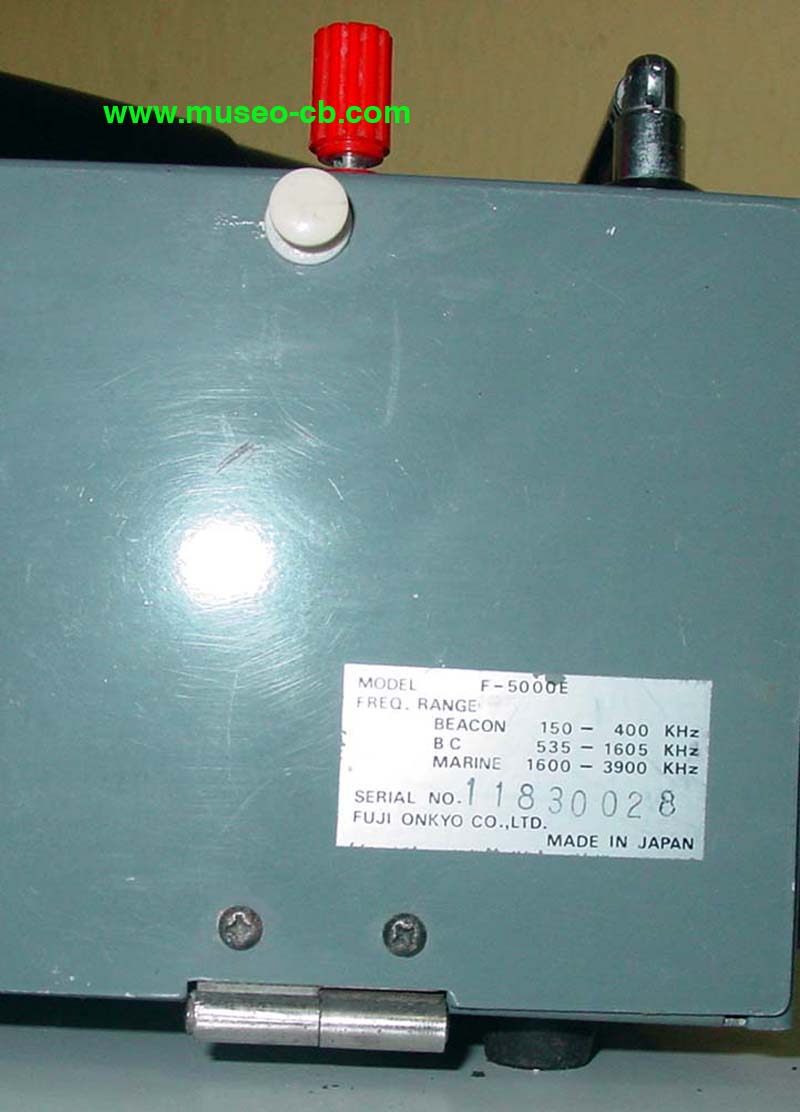 www.museo-cb.com
MODEL F-5000E
FREQ. RANGE
BEACON 150 - 400 KHz
B C 535 - 1605 KHz
MARINE 1600 - 3900 KHz
SERIAL NO. 11830028
FUJI ONKYO CO.,LTD.
MADE IN JAPAN